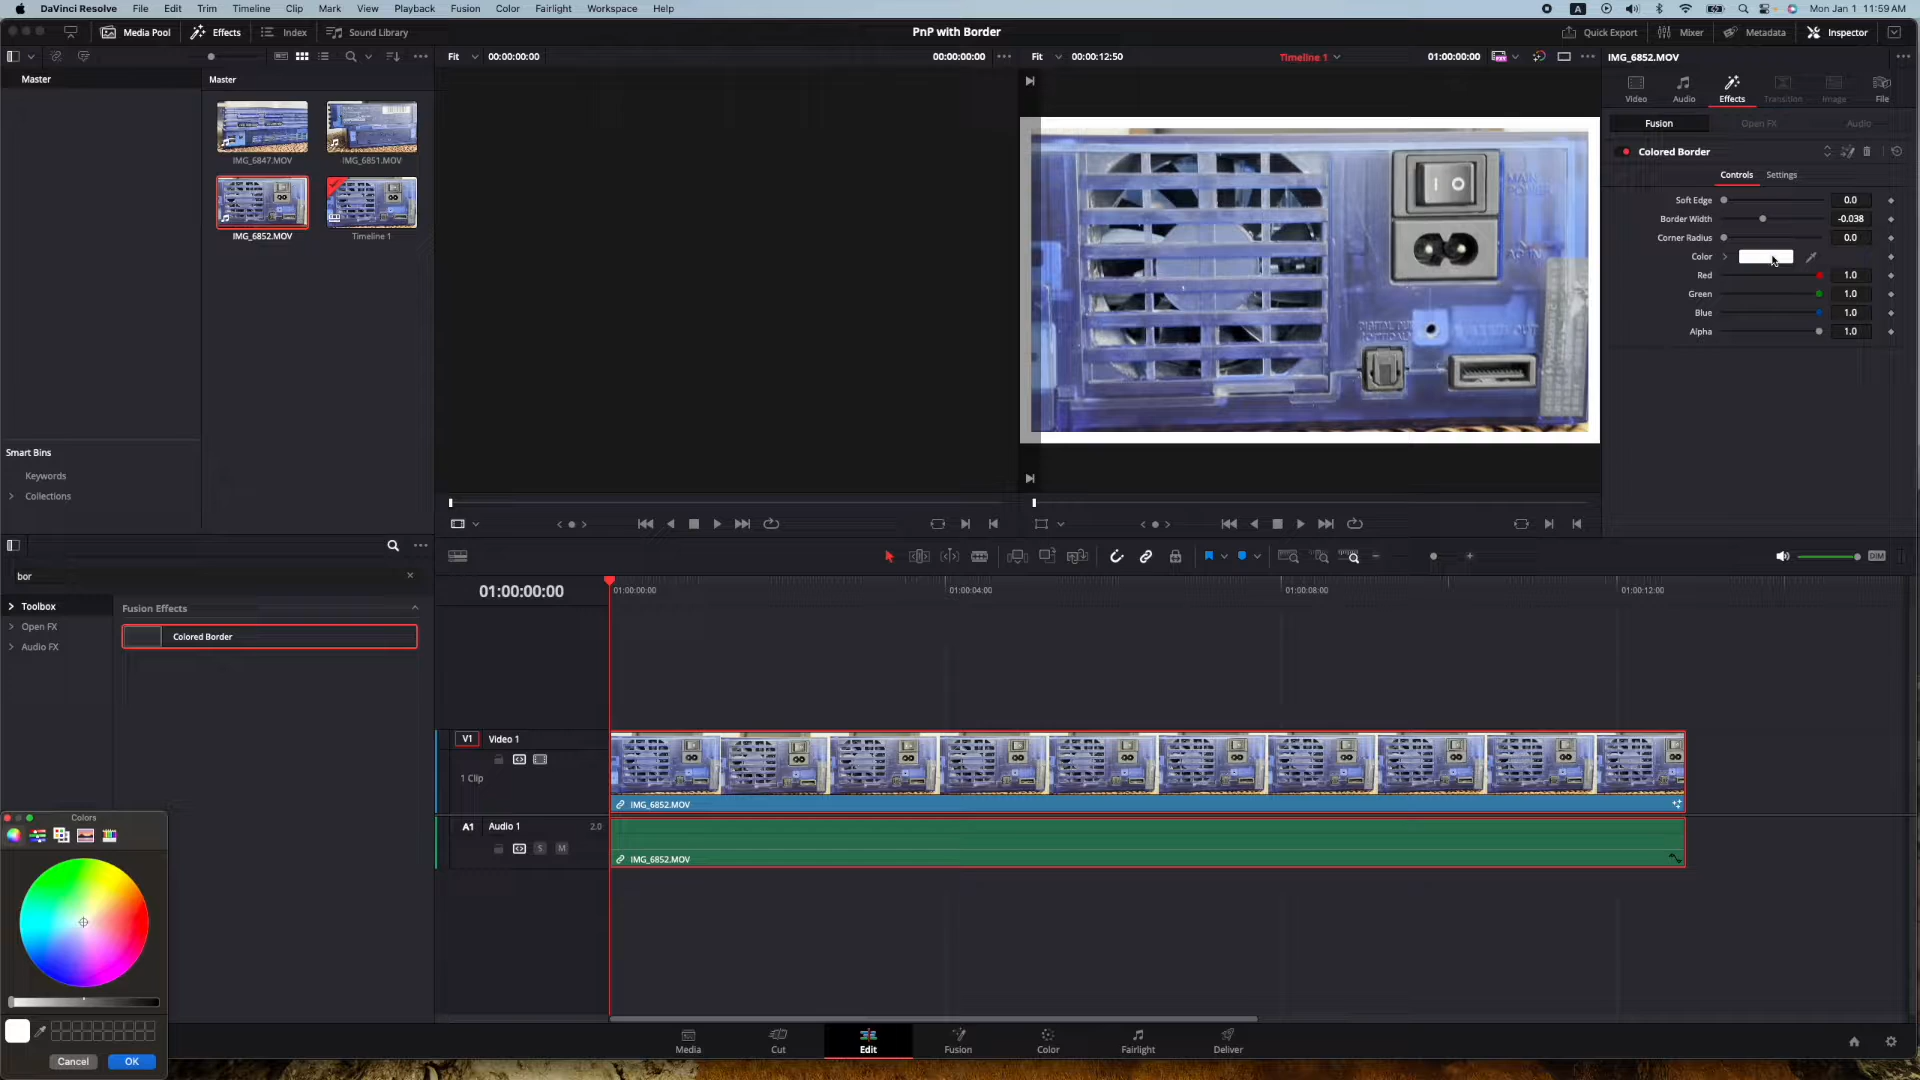 DaVinci Resolve File Edit Trim Timeline Clip Mark View Playback Fusion Color Fairlight Workspace Help A Mon Jan 1 11:59 AM
Media Pool Effects Index Sound Library PnP with Border Quick Export Mixer Metadata Inspector
Fit 00:00:00:00 00:00:00:00 Fit 00:00:12:50 Timeline 1 01:00:00:00 IMG_6852.MOV
Master Master
Video Audio Effects Transition Image File
Fusion Open FX Audio
IMG_6847.MOV IMG_6851.MOV
Colored Border
Controls Settings
MAIN
POWER
Soft Edge 0.0
Border Width -0.038
Corner Radius 0.0
IMG_6852.MOV Timeline 1
AC IN
Color
Red 1.0
Green 1.0
Blue 1.0
Alpha 1.0
DIGITAL OUT
(OPTICAL)
Smart Bins
Keywords
Collections
DIM
bor
01:00:00:00 01:00:00:00 01:00:04:00 01:00:08:00 01:00:12:00
Toolbox Fusion Effects
Open FX Colored Border
Audio FX
V1 Video 1
1 Clip
IMG_6852.MOV
Colors
A1 Audio 1 2.0
S M
IMG_6852.MOV
Media Cut Edit Fusion Color Fairlight Deliver
Cancel OK